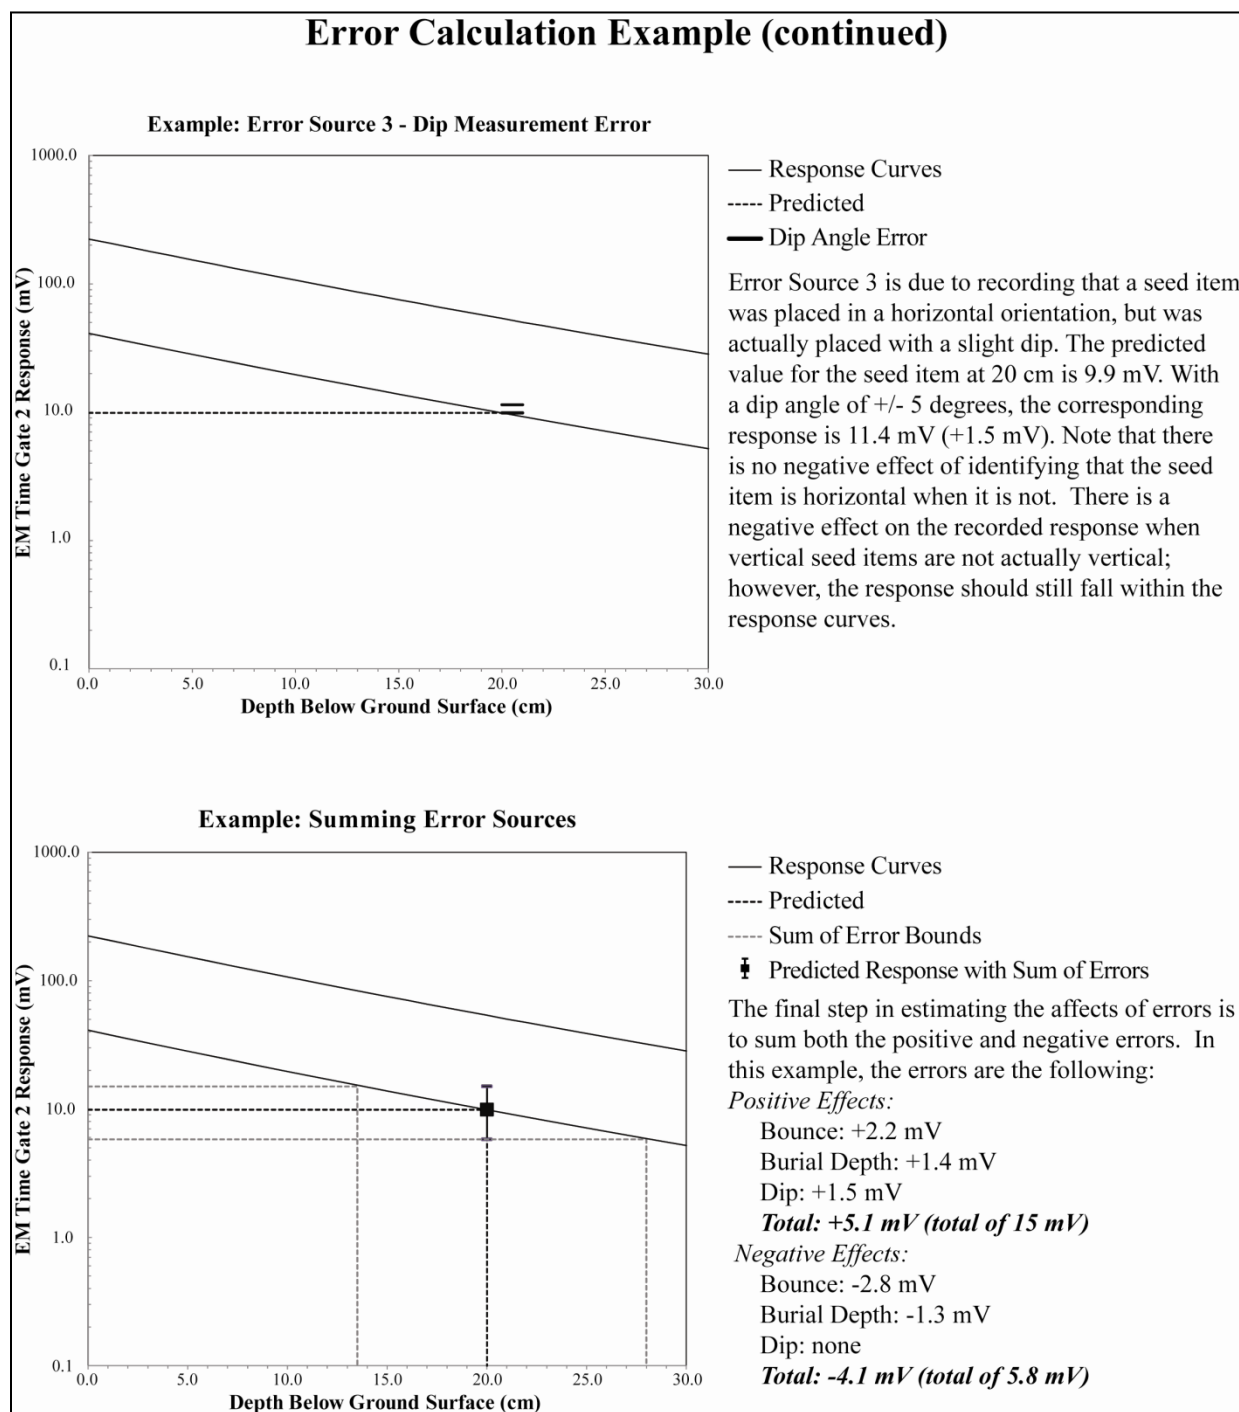 Error Calculation Example (continued)
Example: Error Source 3 - Dip Measurement Error
1000.0
100.0
10.0
1.0
0.1
EM Time Gate 2 Response (mV)
0.0 5.0 10.0 15.0 20.0 25.0 30.0
Depth Below Ground Surface (cm)
Response Curves
Predicted
Dip Angle Error
Error Source 3 is due to recording that a seed item
was placed in a horizontal orientation, but was
actually placed with a slight dip. The predicted
value for the seed item at 20 cm is 9.9 mV. With
a dip angle of +/- 5 degrees, the corresponding
response is 11.4 mV (+1.5 mV). Note that there
is no negative effect of identifying that the seed
item is horizontal when it is not. There is a
negative effect on the recorded response when
vertical seed items are not actually vertical;
however, the response should still fall within the
response curves.
Example: Summing Error Sources
1000.0
100.0
10.0
1.0
0.1
EM Time Gate 2 Response (mV)
0.0 5.0 10.0 15.0 20.0 25.0 30.0
Depth Below Ground Surface (cm)
Response Curves
Predicted
Sum of Error Bounds
Predicted Response with Sum of Errors
The final step in estimating the affects of errors is
to sum both the positive and negative errors. In
this example, the errors are the following:
Positive Effects:
Bounce: +2.2 mV
Burial Depth: +1.4 mV
Dip: +1.5 mV
Total: +5.1 mV (total of 15 mV)
Negative Effects:
Bounce: -2.8 mV
Burial Depth: -1.3 mV
Dip: none
Total: -4.1 mV (total of 5.8 mV)